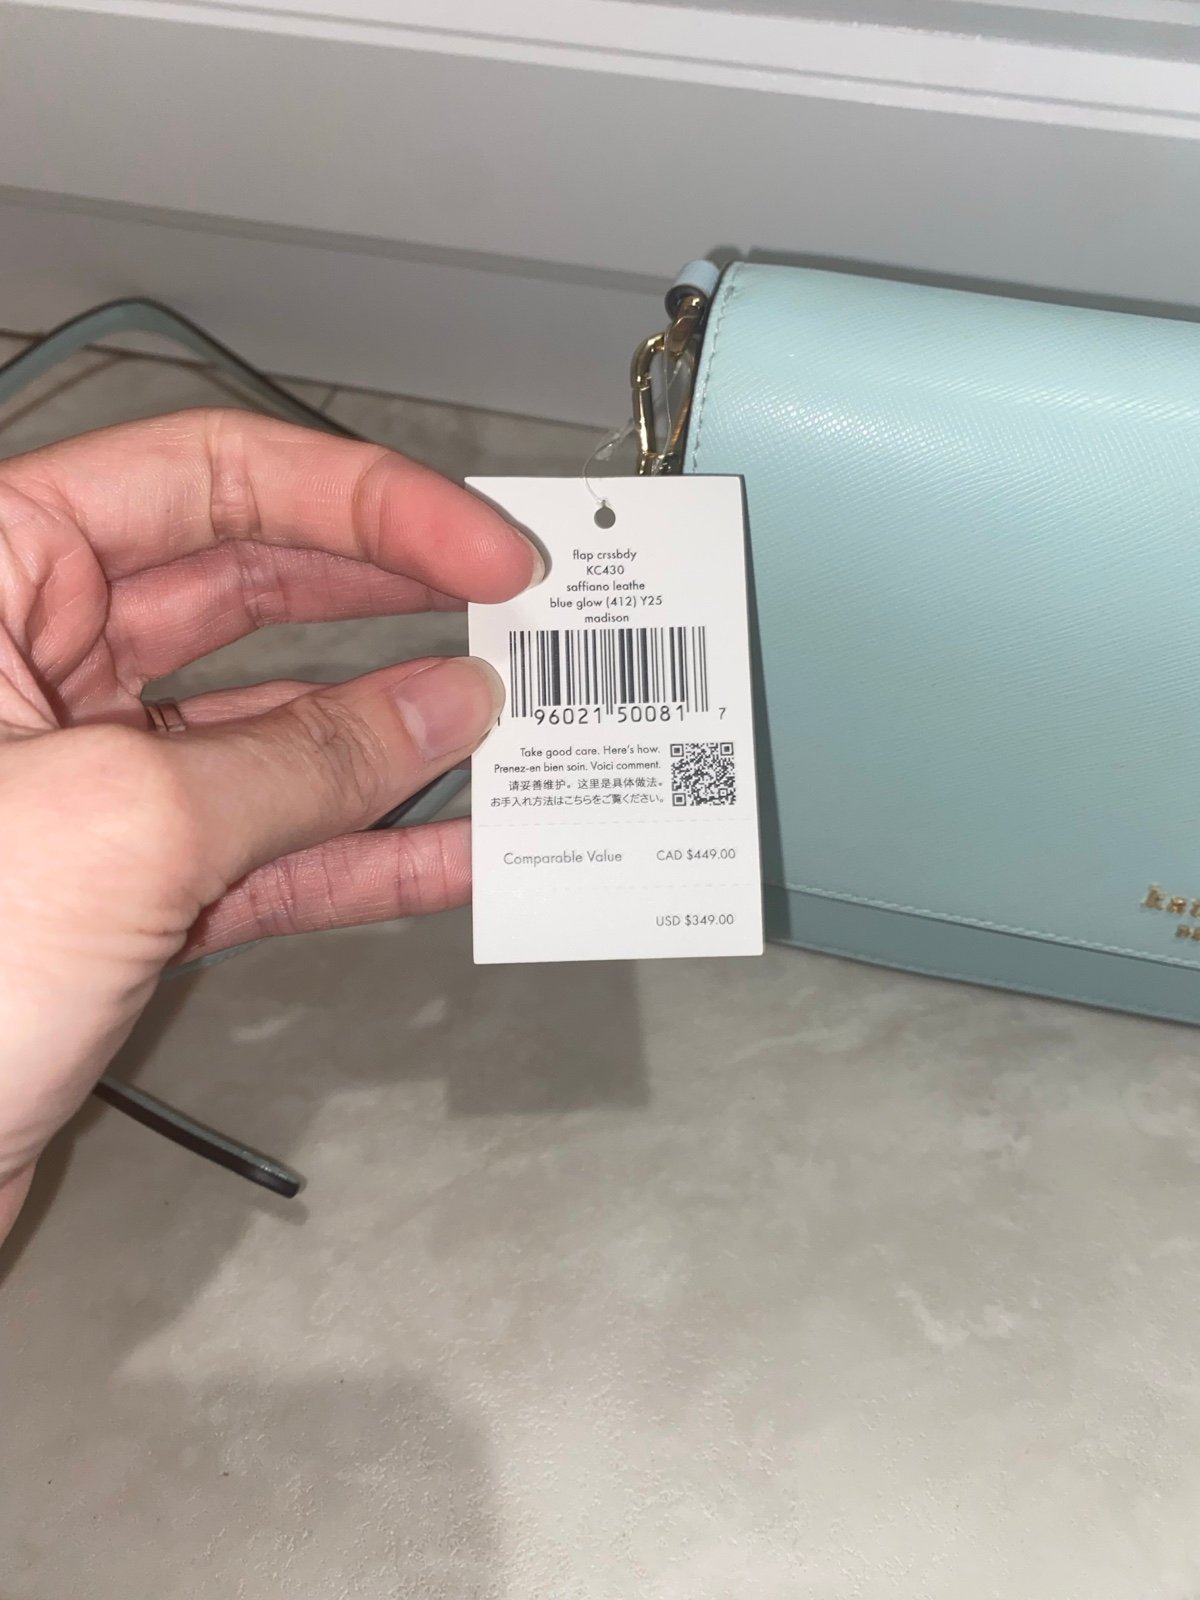 flap crssbdy
KC430
saffiano leathe
blue glow (412) Y25
madison
1 96021 50081 7
Take good care. Here's how.
Prenez-en bien soin. Voici comment.
请妥善维护。这里是具体做法。
お手入れ方法はこちらをご覧ください。
Comparable Value CAD $449.00
USD $349.00